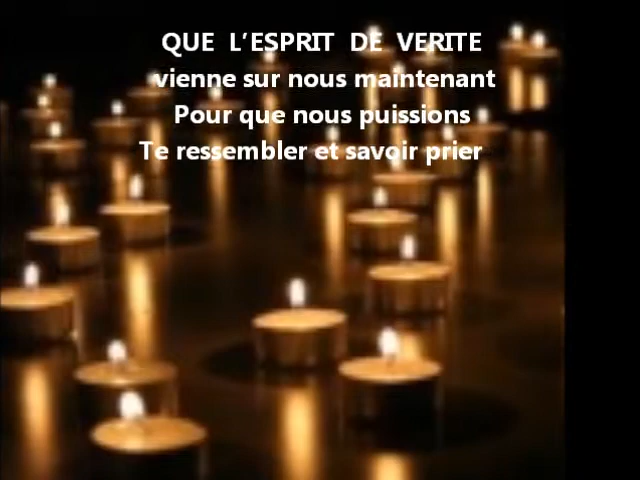 QUE L'ESPRIT DE VERITE
vienne sur nous maintenant
Pour que nous puissions
Te ressembler et savoir prier